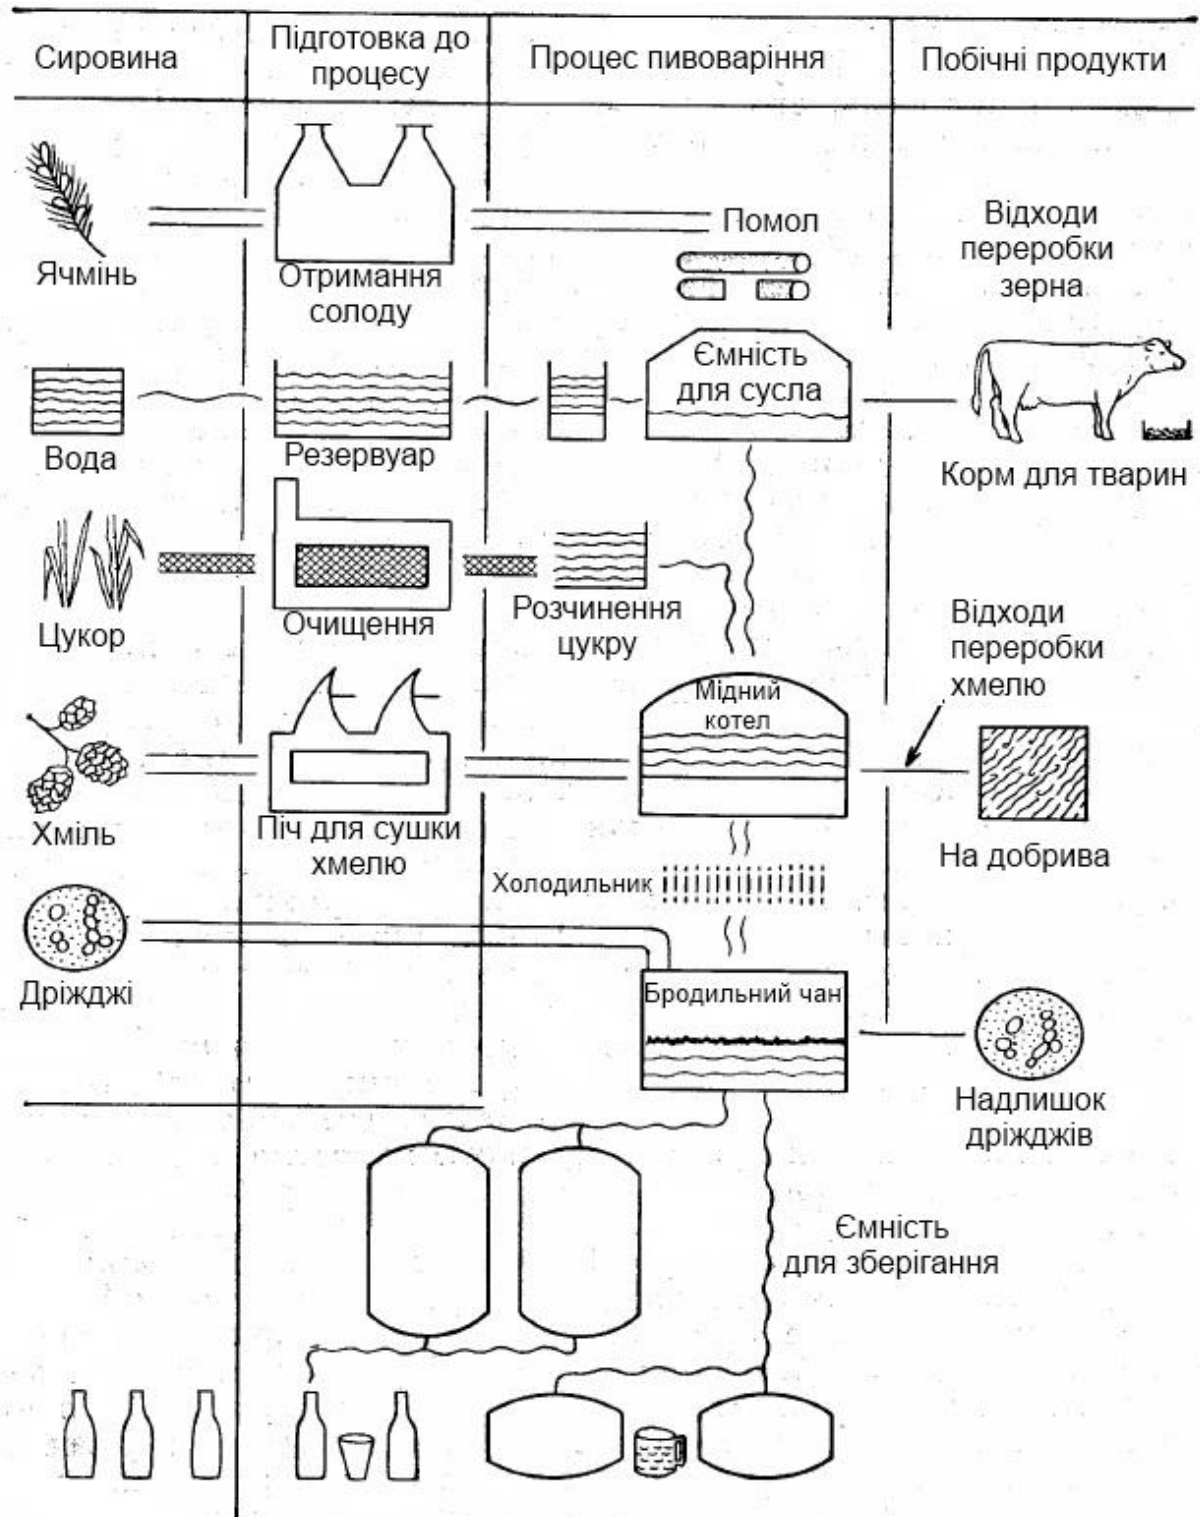 Сировина
Підготовка до
процесу
Процес пивоваріння
Побічні продукти
Ячмінь
Отримання
солоду
Помол
Відходи
переробки
зерна
Вода
Резервуар
Ємність
для сусла
Корм для тварин
Цукор
Очищення
Розчинення
цукру
Відходи
переробки
хмелю
Хміль
Піч для сушки
хмелю
Мідний
котел
На добрива
Холодильник
Дріжджі
Бродильний чан
Надлишок
дріжджів
Ємність
для зберігання